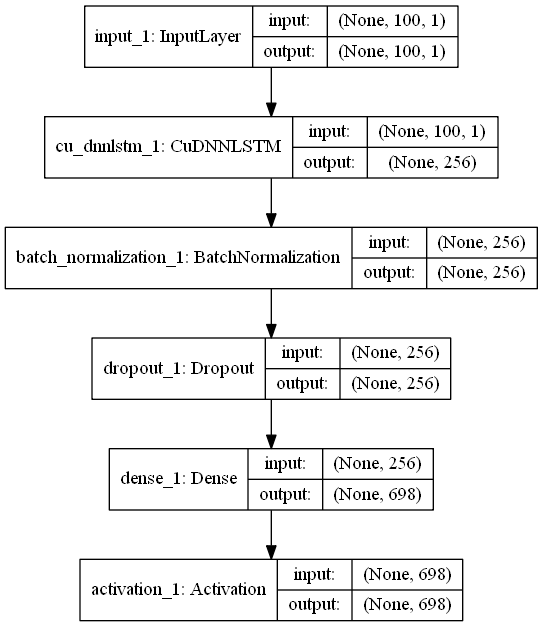 input_1: InputLayer
input: (None, 100, 1)
output: (None, 100, 1)
cu_dnnlstm_1: CuDNNLSTM
input: (None, 100, 1)
output: (None, 256)
batch_normalization_1: BatchNormalization
input: (None, 256)
output: (None, 256)
dropout_1: Dropout
input: (None, 256)
output: (None, 256)
dense_1: Dense
input: (None, 256)
output: (None, 698)
activation_1: Activation
input: (None, 698)
output: (None, 698)